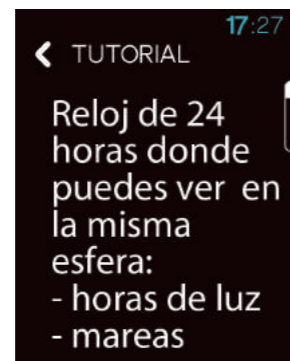 17:27
TUTORIAL
Reloj de 24
horas donde
puedes ver en
la misma
esfera:
- horas de luz
- mareas